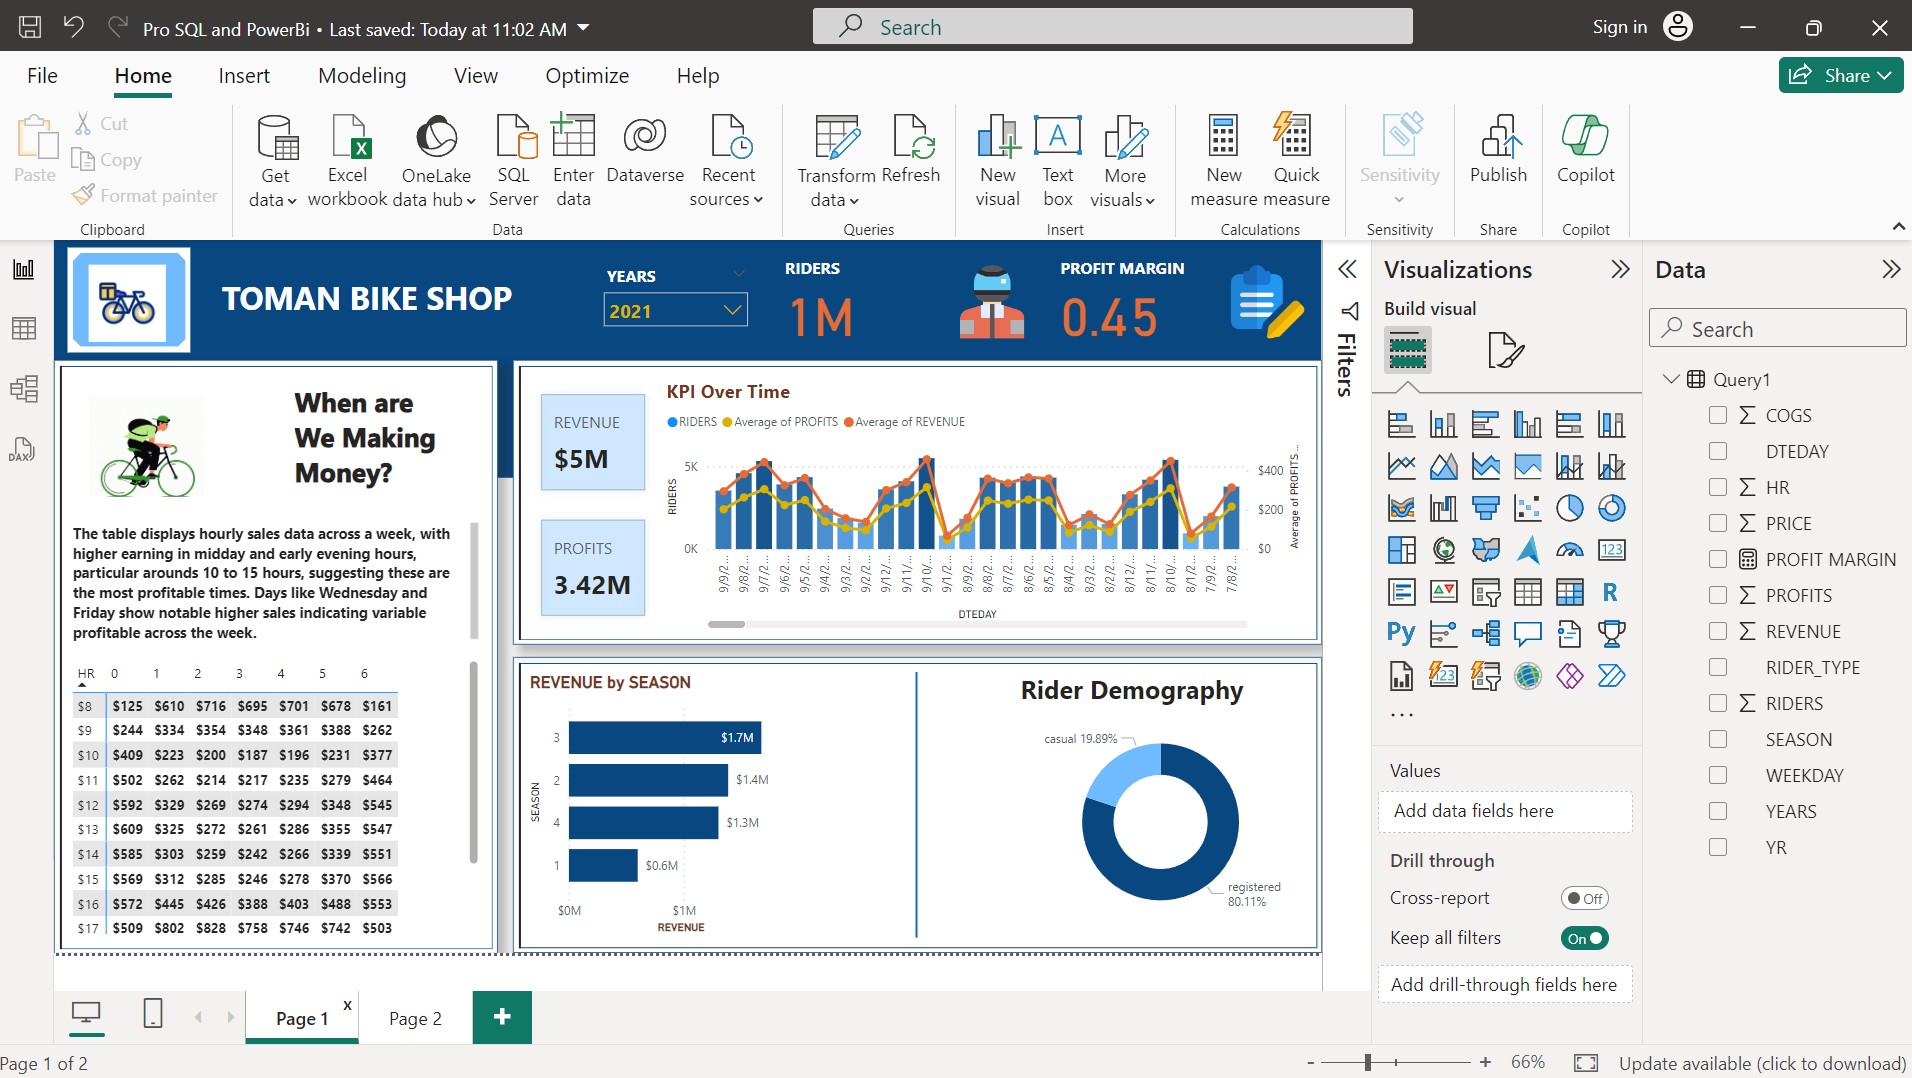 Pro SQL and PowerBi • Last saved: Today at 11:02 AM
Search
Sign in
File
Home
Insert
Modeling
View
Optimize
Help
Share
Paste
Cut
Copy
Format painter
Clipboard
Get data
Excel workbook
OneLake data hub
SQL Server
Enter data
Dataverse
Recent sources
Data
Transform data
Refresh
Queries
New visual
Text box
More visuals
Insert
New measure
Quick measure
Calculations
Sensitivity
Sensitivity
Publish
Share
Copilot
Copilot
DAX
TOMAN BIKE SHOP
YEARS
2021
RIDERS
1M
PROFIT MARGIN
0.45
When are
We Making
Money?
The table displays hourly sales data across a week, with
higher earning in midday and early evening hours,
particular arounds 10 to 15 hours, suggesting these are
the most profitable times. Days like Wednesday and
Friday show notable higher sales indicating variable
profitable across the week.
HR 0 1 2 3 4 5 6
$8 $125 $610 $716 $695 $701 $678 $161
$9 $244 $334 $354 $348 $361 $388 $262
$10 $409 $223 $200 $187 $196 $231 $377
$11 $502 $262 $214 $217 $235 $279 $464
$12 $592 $329 $269 $274 $294 $348 $545
$13 $609 $325 $272 $261 $286 $355 $547
$14 $585 $303 $259 $242 $266 $339 $551
$15 $569 $312 $285 $246 $278 $370 $566
$16 $572 $445 $426 $388 $403 $488 $553
$17 $509 $802 $828 $758 $746 $742 $503
REVENUE
$5M
PROFITS
3.42M
KPI Over Time
RIDERS Average of PROFITS Average of REVENUE
5K
0K
RIDERS
$400
$200
$0
Average of PROFITS ...
9/9/2... 9/8/2... 9/7/2... 9/6/2... 9/5/2... 9/4/2... 9/3/2... 9/2/2... 9/12/... 9/11/... 9/10/... 9/1/2... 8/9/2... 8/8/2... 8/7/2... 8/6/2... 8/5/2... 8/4/2... 8/3/2... 8/2/2... 8/12/... 8/11/... 8/10/... 8/1/2... 7/9/2... 7/8/2...
DTEDAY
REVENUE by SEASON
SEASON
3 $1.7M
2 $1.4M
4 $1.3M
1 $0.6M
$0M $1M
REVENUE
Rider Demography
casual 19.89%
registered
80.11%
Filters
Visualizations
Build visual
123
R
Py
123
...
Values
Add data fields here
Drill through
Cross-report
Off
Keep all filters
On
Add drill-through fields here
Data
Search
Query1
COGS
DTEDAY
HR
PRICE
PROFIT MARGIN
PROFITS
REVENUE
RIDER_TYPE
RIDERS
SEASON
WEEKDAY
YEARS
YR
Page 1 x
Page 2
+
Page 1 of 2
- + 66%
Update available (click to download)